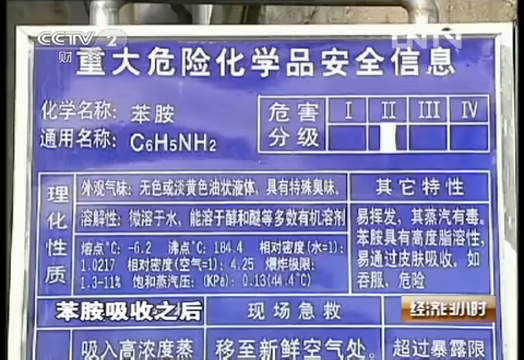 CCTV 2
财经
重大危险化学品安全信息
化学名称：苯胺
通用名称：C6H5NH2
危害分级 I II III IV
理化性质
外观气味：无色或淡黄色油状液体，具有特殊臭味。
溶解性：微溶于水，能溶于醇和醚等多数有机溶剂
熔点℃：-6.2 沸点℃：184.4 相对密度(水=1)：
1.0217 相对密度(空气=1)：4.25 爆炸极限：
1.3-11% 饱和蒸汽压：(KPa)：0.13(44.4℃)
其它特性
易挥发，其蒸汽有毒。
苯胺具有高度脂溶性，
易通过皮肤吸收，如
吞服，危险
苯胺吸收之后
现场急救
经济半小时
吸入高浓度蒸
移至新鲜空气处，
超过暴露限